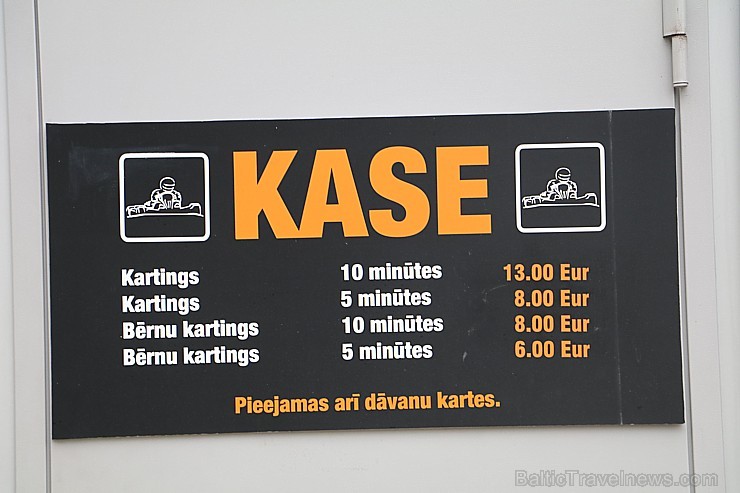 KASE
Kartings 10 minūtes 13.00 Eur
Kartings 5 minūtes 8.00 Eur
Bērnu kartings 10 minūtes 8.00 Eur
Bērnu kartings 5 minūtes 6.00 Eur
Pieejamas arī dāvanu kartes.
BalticTravelnews.com